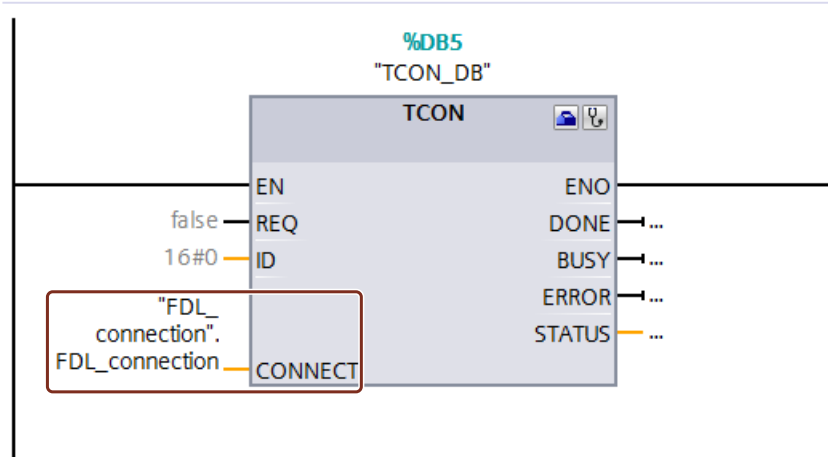 %DB5
"TCON_DB"
TCON
EN
ENO
false
REQ
DONE
...
16#0
ID
BUSY
...
"FDL_
connection".
FDL_connection
CONNECT
ERROR
...
STATUS
...